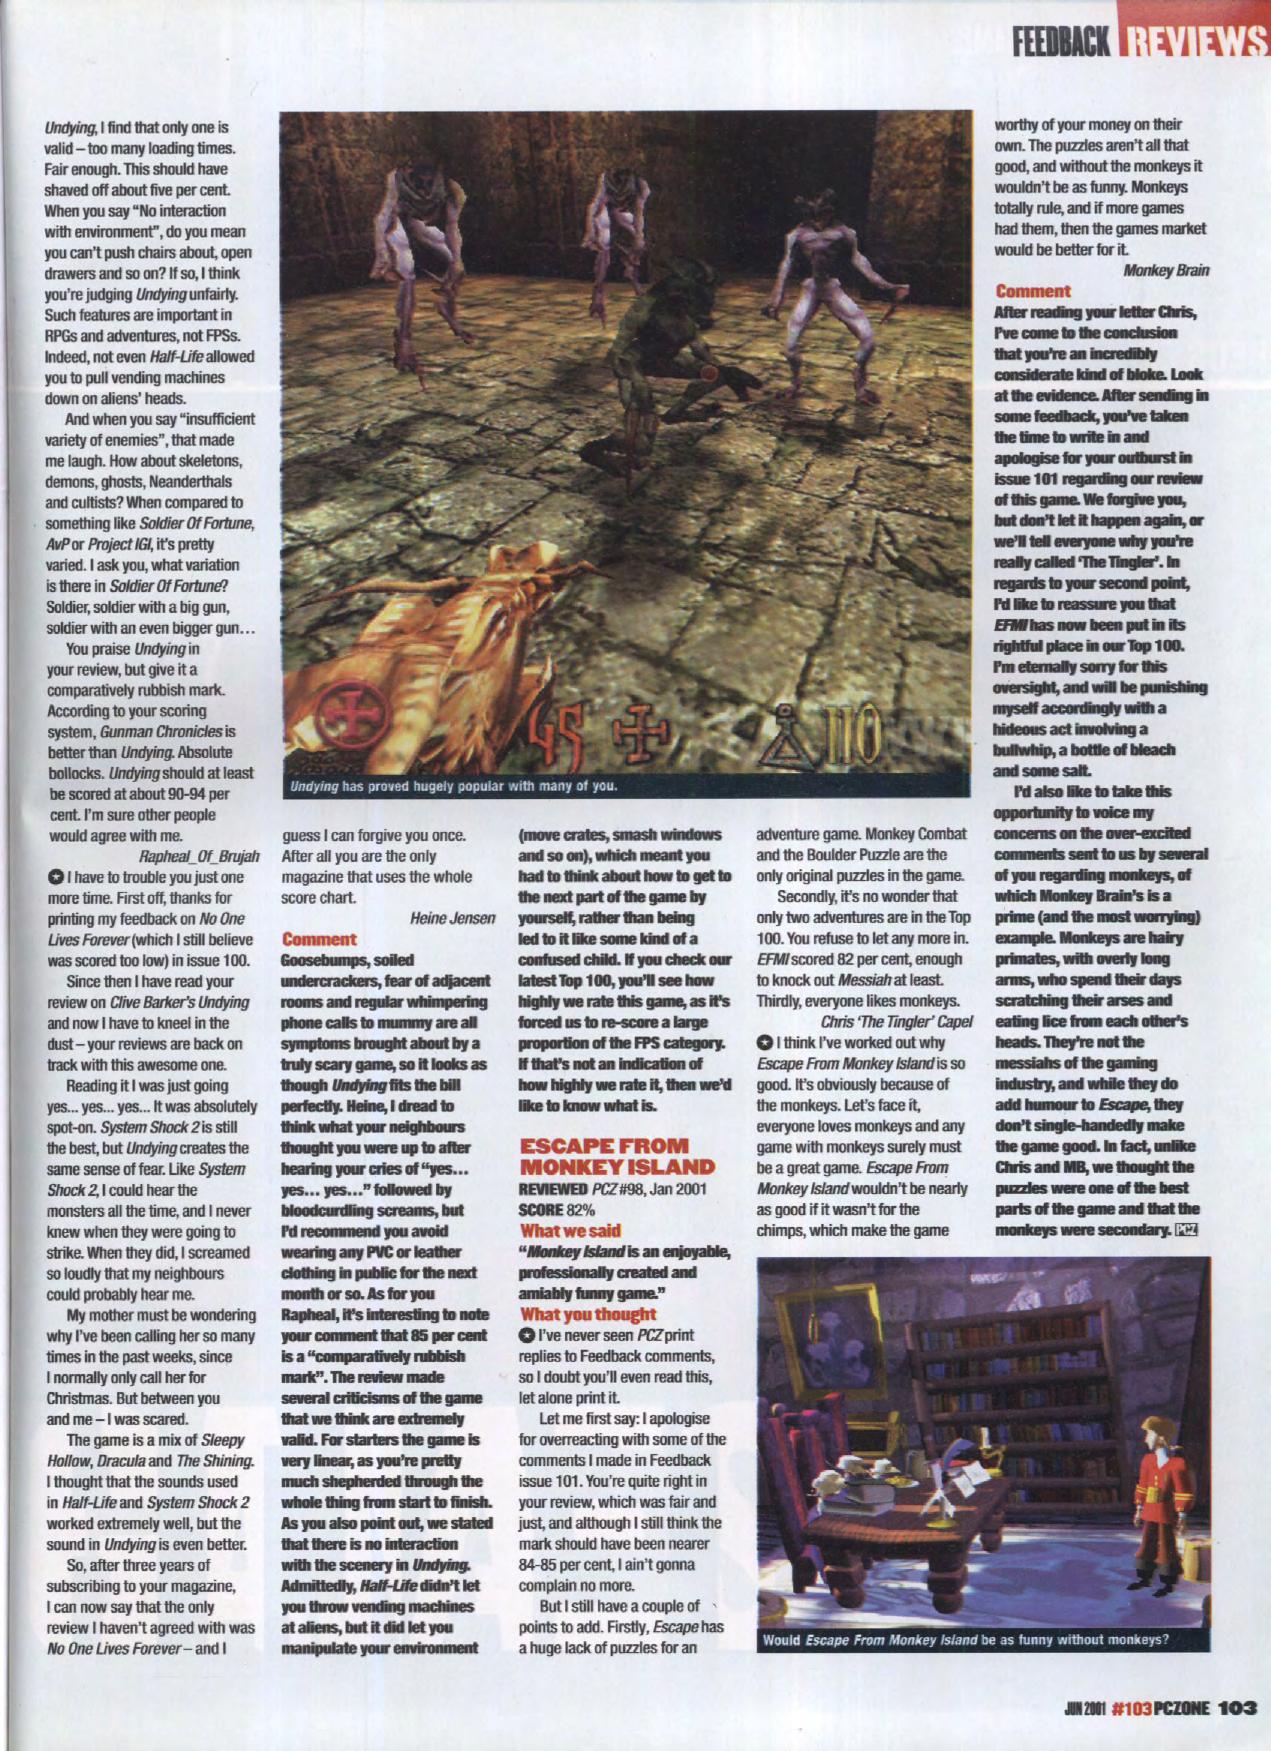 FEEDBACK REVIEWS
Undying, I find that only one is
valid – too many loading times.
Fair enough. This should have
shaved off about five per cent.
When you say “No interaction
with environment”, do you mean
you can't push chairs about, open
drawers and so on? If so, I think
you're judging Undying unfairly.
Such features are important in
RPGs and adventures, not FPSs.
Indeed, not even Half-Life allowed
you to pull vending machines
down on aliens' heads.
And when you say “insufficient
variety of enemies”, that made
me laugh. How about skeletons,
demons, ghosts, Neanderthals
and cultists? When compared to
something like Soldier Of Fortune,
AvP or Project IGI, it's pretty
varied. I ask you, what variation
is there in Soldier Of Fortune?
Soldier, soldier with a big gun,
soldier with an even bigger gun...
You praise Undying in
your review, but give it a
comparatively rubbish mark.
According to your scoring
system, Gunman Chronicles is
better than Undying. Absolute
bollocks. Undying should at least
be scored at about 90-94 per
cent. I'm sure other people
would agree with me.
Rapheal_Of_Brujah
I have to trouble you just one
more time. First off, thanks for
printing my feedback on No One
Lives Forever (which I still believe
was scored too low) in issue 100.
Since then I have read your
review on Clive Barker's Undying
and now I have to kneel in the
dust – your reviews are back on
track with this awesome one.
Reading it I was just going
yes... yes... yes... It was absolutely
spot-on. System Shock 2 is still
the best, but Undying creates the
same sense of fear. Like System
Shock 2, I could hear the
monsters all the time, and I never
knew when they were going to
strike. When they did, I screamed
so loudly that my neighbours
could probably hear me.
My mother must be wondering
why I've been calling her so many
times in the past weeks, since
I normally only call her for
Christmas. But between you
and me – I was scared.
The game is a mix of Sleepy
Hollow, Dracula and The Shining.
I thought that the sounds used
in Half-Life and System Shock 2
worked extremely well, but the
sound in Undying is even better.
So, after three years of
subscribing to your magazine,
I can now say that the only
review I haven't agreed with was
No One Lives Forever – and I
45 110
Undying has proved hugely popular with many of you.
guess I can forgive you once.
After all you are the only
magazine that uses the whole
score chart.
Heine Jensen
Comment
Goosebumps, soiled
undercrackers, fear of adjacent
rooms and regular whimpering
phone calls to mummy are all
symptoms brought about by a
truly scary game, so it looks as
though Undying fits the bill
perfectly. Heine, I dread to
think what your neighbours
thought you were up to after
hearing your cries of “yes...
yes... yes...” followed by
bloodcurdling screams, but
I'd recommend you avoid
wearing any PVC or leather
clothing in public for the next
month or so. As for you
Rapheal, it's interesting to note
your comment that 85 per cent
is a “comparatively rubbish
mark”. The review made
several criticisms of the game
that we think are extremely
valid. For starters the game is
very linear, as you're pretty
much shepherded through the
whole thing from start to finish.
As you also point out, we stated
that there is no interaction
with the scenery in Undying.
Admittedly, Half-Life didn't let
you throw vending machines
at aliens, but it did let you
manipulate your environment
(move crates, smash windows
and so on), which meant you
had to think about how to get to
the next part of the game by
yourself, rather than being
led to it like some kind of a
confused child. If you check our
latest Top 100, you'll see how
highly we rate this game, as it's
forced us to re-score a large
proportion of the FPS category.
If that's not an indication of
how highly we rate it, then we'd
like to know what is.
ESCAPE FROM
MONKEY ISLAND
REVIEWED PCZ #98, Jan 2001
SCORE 82%
What we said
“Monkey Island is an enjoyable,
professionally created and
amiably funny game.”
What you thought
I've never seen PCZ print
replies to Feedback comments,
so I doubt you'll even read this,
let alone print it.
Let me first say: I apologise
for overreacting with some of the
comments I made in Feedback
issue 101. You're quite right in
your review, which was fair and
just, and although I still think the
mark should have been nearer
84-85 per cent, I ain't gonna
complain no more.
But I still have a couple of
points to add. Firstly, Escape has
a huge lack of puzzles for an
adventure game. Monkey Combat
and the Boulder Puzzle are the
only original puzzles in the game.
Secondly, it's no wonder that
only two adventures are in the Top
100. You refuse to let any more in.
EFMI scored 82 per cent, enough
to knock out Messiah at least.
Thirdly, everyone likes monkeys.
Chris 'The Tingler' Capel
I think I've worked out why
Escape From Monkey Island is so
good. It's obviously because of
the monkeys. Let's face it,
everyone loves monkeys and any
game with monkeys surely must
be a great game. Escape From
Monkey Island wouldn't be nearly
as good if it wasn't for the
chimps, which make the game
worthy of your money on their
own. The puzzles aren't all that
good, and without the monkeys it
wouldn't be as funny. Monkeys
totally rule, and if more games
had them, then the games market
would be better for it.
Monkey Brain
Comment
After reading your letter Chris,
I've come to the conclusion
that you're an incredibly
considerate kind of bloke. Look
at the evidence. After sending in
some feedback, you've taken
the time to write in and
apologise for your outburst in
issue 101 regarding our review
of this game. We forgive you,
but don't let it happen again, or
we'll tell everyone why you're
really called 'The Tingler'. In
regards to your second point,
I'd like to reassure you that
EFMI has now been put in its
rightful place in our Top 100.
I'm eternally sorry for this
oversight, and will be punishing
myself accordingly with a
hideous act involving a
bullwhip, a bottle of bleach
and some salt.
I'd also like to take this
opportunity to voice my
concerns on the over-excited
comments sent to us by several
of you regarding monkeys, of
which Monkey Brain's is a
prime (and the most worrying)
example. Monkeys are hairy
primates, with overly long
arms, who spend their days
scratching their arses and
eating lice from each other's
heads. They're not the
messiahs of the gaming
industry, and while they do
add humour to Escape, they
don't single-handedly make
the game good. In fact, unlike
Chris and MB, we thought the
puzzles were one of the best
parts of the game and that the
monkeys were secondary. PCZ
Would Escape From Monkey Island be as funny without monkeys?
JUN 2001 #103 PCZONE 103